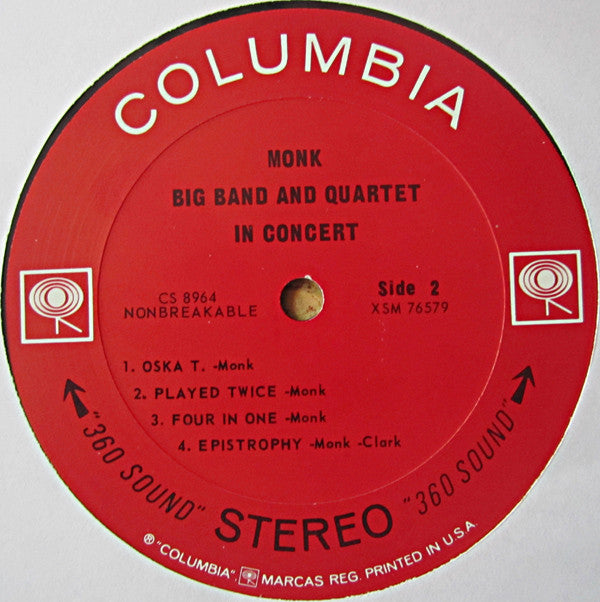 COLUMBIA
MONK
BIG BAND AND QUARTET
IN CONCERT
CS 8964
NONBREAKABLE
Side 2
XSM 76579
1. OSKA T. -Monk
2. PLAYED TWICE -Monk
3. FOUR IN ONE -Monk
4. EPISTROPHY -Monk -Clark
"360 SOUND" STEREO "360 SOUND"
® "COLUMBIA", MARCAS REG. PRINTED IN U.S.A.